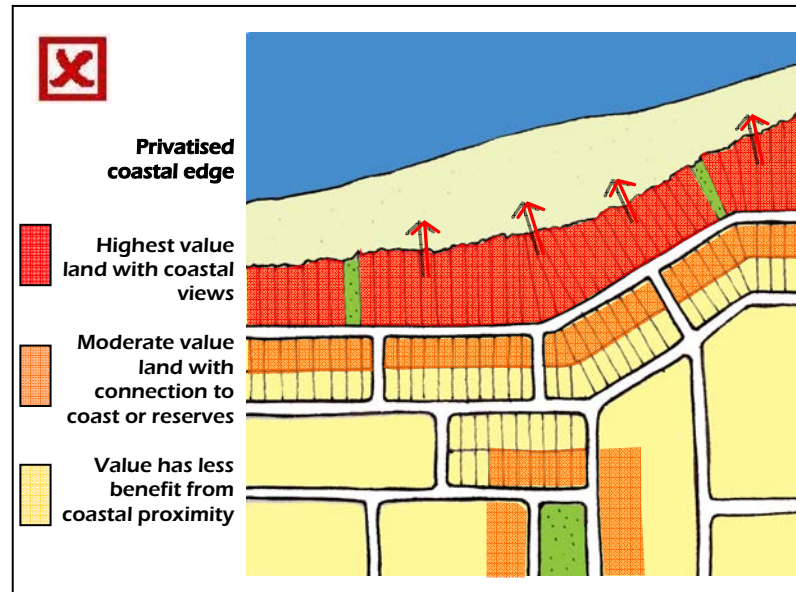 Privatised
coastal edge
Highest value
land with coastal
views
Moderate value
land with
connection to
coast or reserves
Value has less
benefit from
coastal proximity